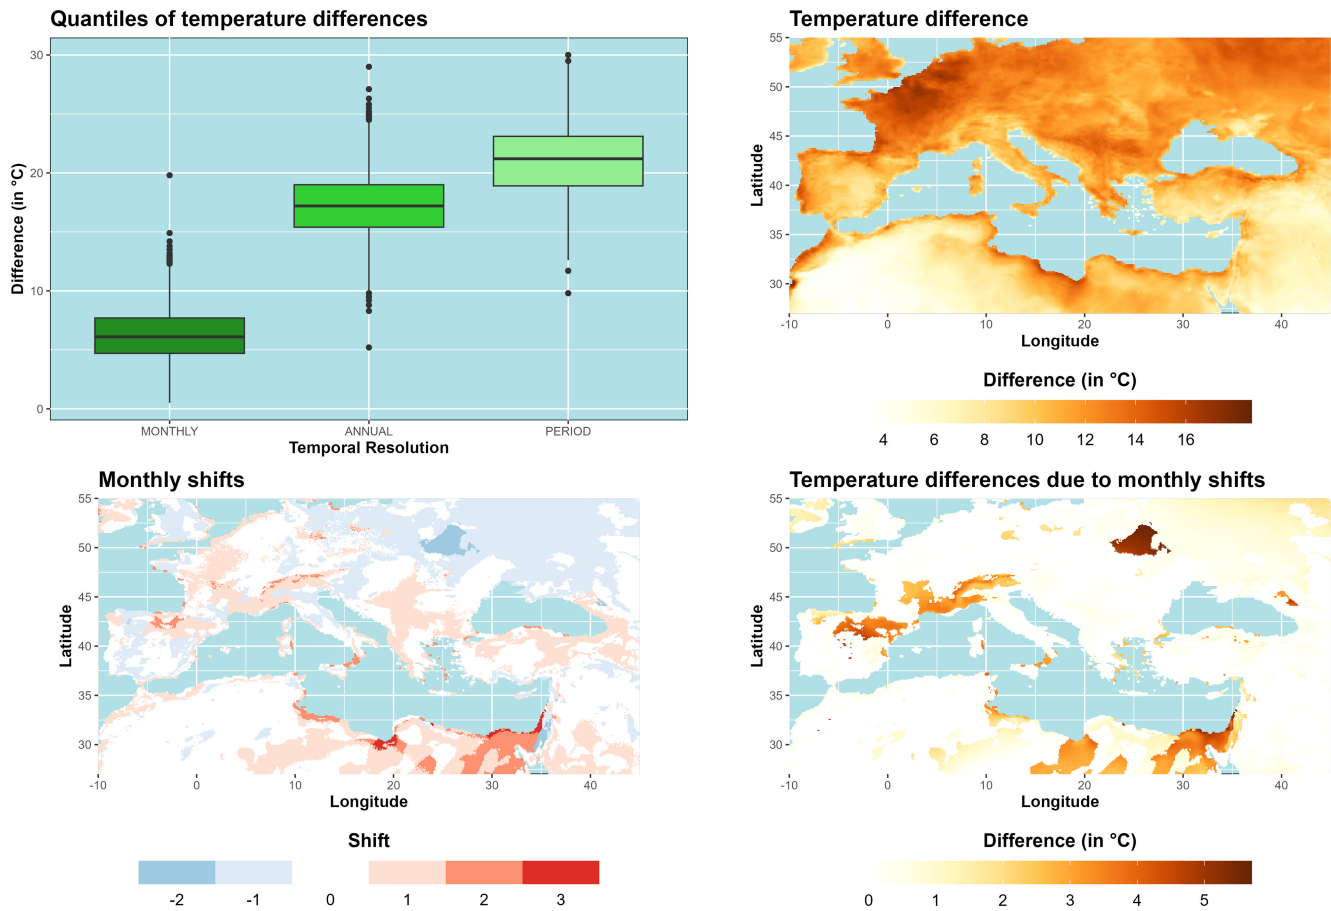 Quantiles of temperature differences
Difference (in °C)
30
20
10
0
MONTHLY ANNUAL PERIOD
Temporal Resolution
Temperature difference
Latitude
55
50
45
40
35
30
-10 0 10 20 30 40
Longitude
Difference (in °C)
4 6 8 10 12 14 16
Monthly shifts
Latitude
55
50
45
40
35
30
-10 0 10 20 30 40
Longitude
Shift
-2 -1 0 1 2 3
Temperature differences due to monthly shifts
Latitude
55
50
45
40
35
30
-10 0 10 20 30 40
Longitude
Difference (in °C)
0 1 2 3 4 5